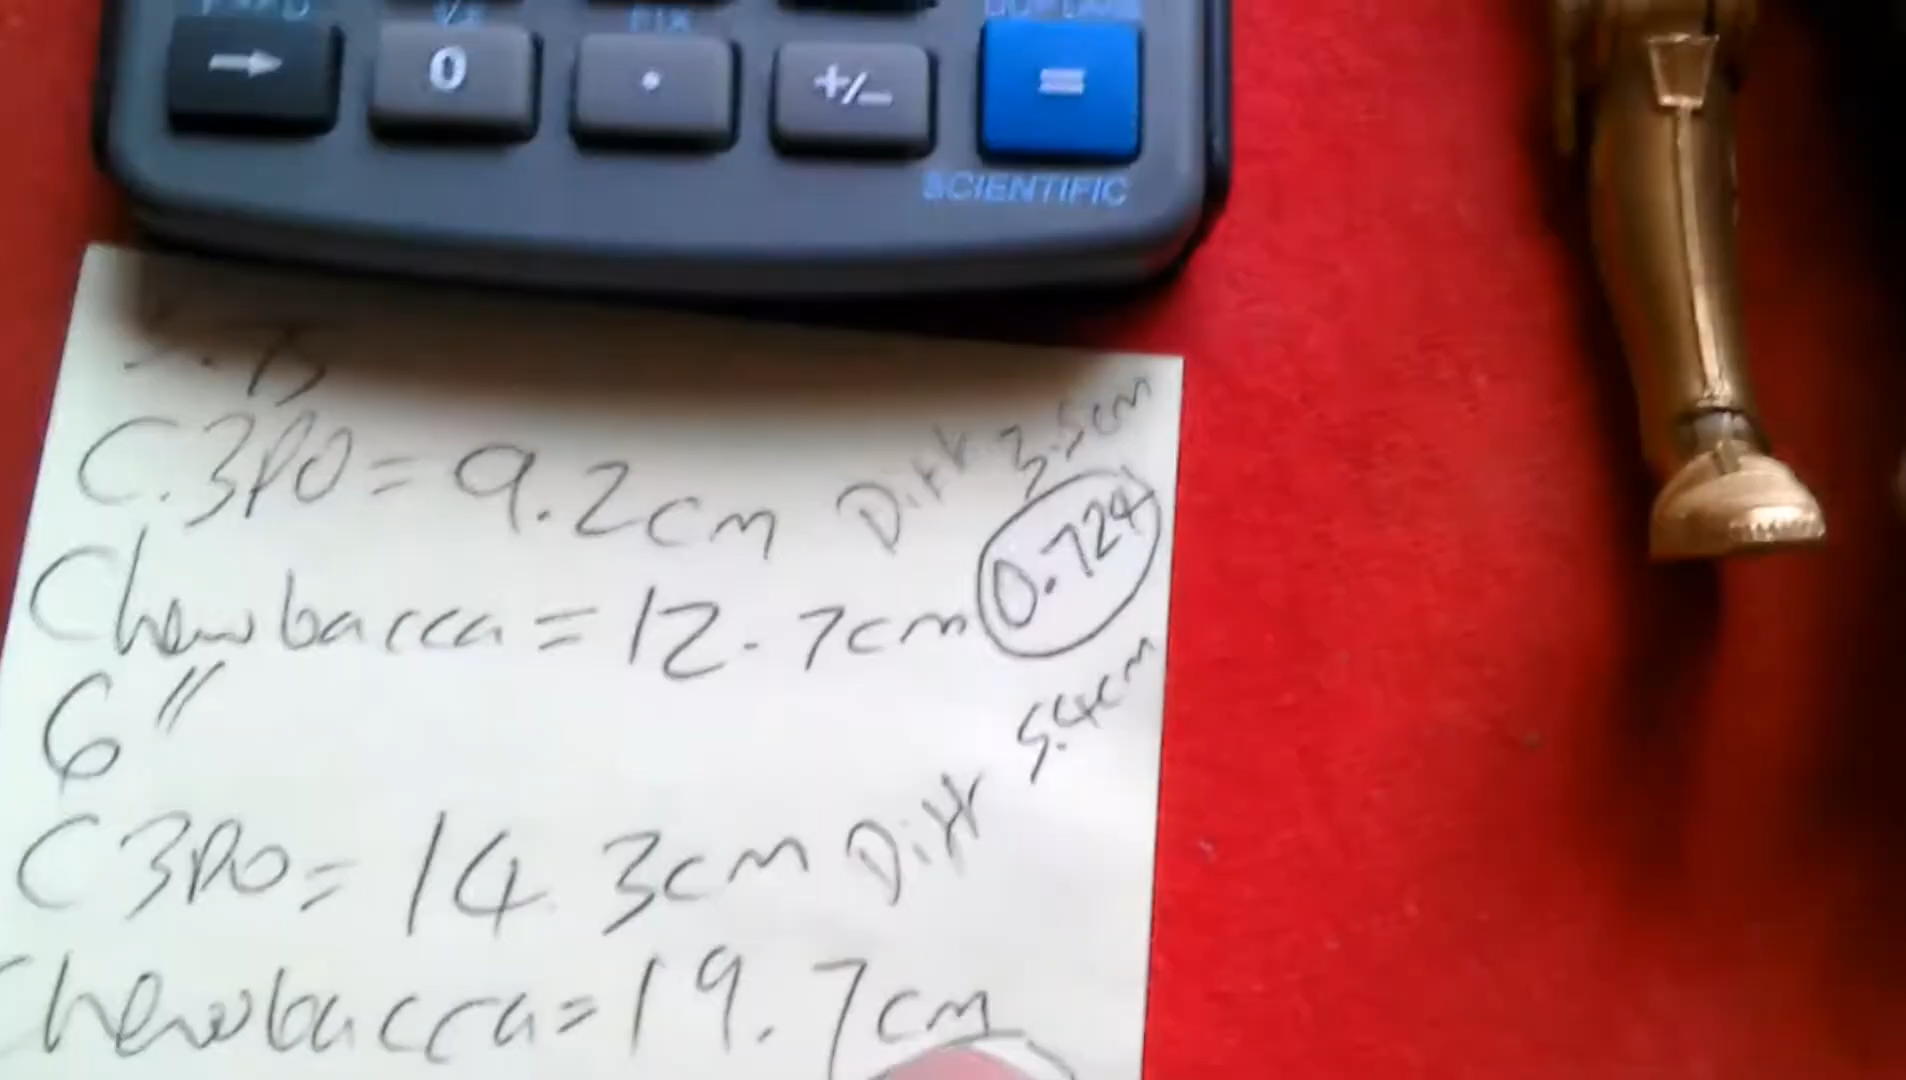 0
.
+/−
=
SCIENTIFIC
C.3PO = 9.2cm Diff 3.5cm
Chewbacca = 12.7cm 0.724
6"
5.4cm
C3PO = 14.3cm Diff
Chewbacca = 19.7cm